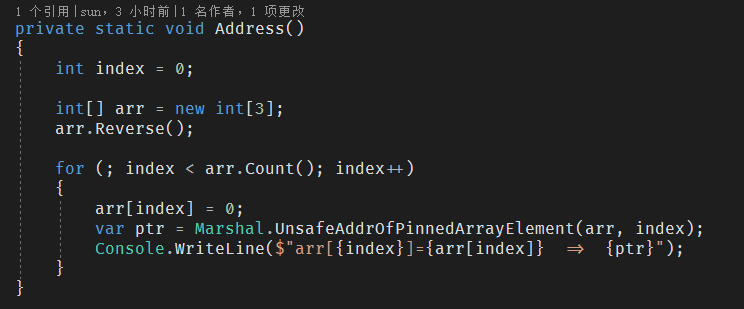 1 个引用|sun，3 小时前|1 名作者，1 项更改
private static void Address()
{
    int index = 0;

    int[] arr = new int[3];
    arr.Reverse();

    for (; index < arr.Count(); index++)
    {
        arr[index] = 0;
        var ptr = Marshal.UnsafeAddrOfPinnedArrayElement(arr, index);
        Console.WriteLine($"arr[{index}]={arr[index]}  =>  {ptr}");
    }
}